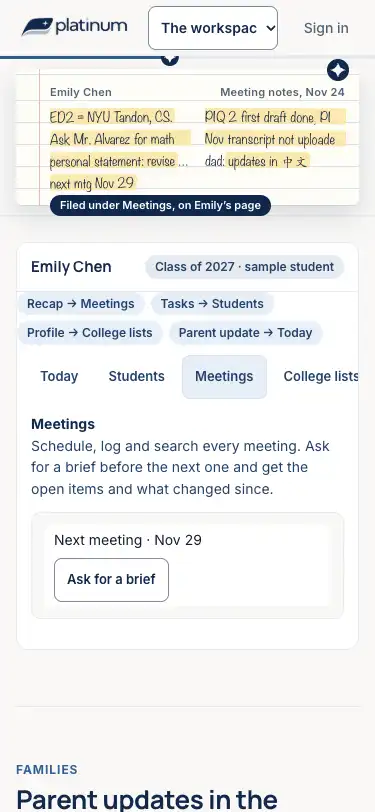 platinum
The workspac
Sign in
Emily Chen
Meeting notes, Nov 24
ED2 = NYU Tandon, CS.
Ask Mr. Alvarez for math
personal statement: revise ...
next mtg Nov 29
PIQ 2 first draft done, PI
Nov transcript not uploade
dad: updates in 中文
Filed under Meetings, on Emily's page
Emily Chen
Class of 2027 · sample student
Recap → Meetings
Tasks → Students
Profile → College lists
Parent update → Today
Today
Students
Meetings
College lists
Meetings
Schedule, log and search every meeting. Ask
for a brief before the next one and get the
open items and what changed since.
Next meeting · Nov 29
Ask for a brief
FAMILIES
Parent updates in the